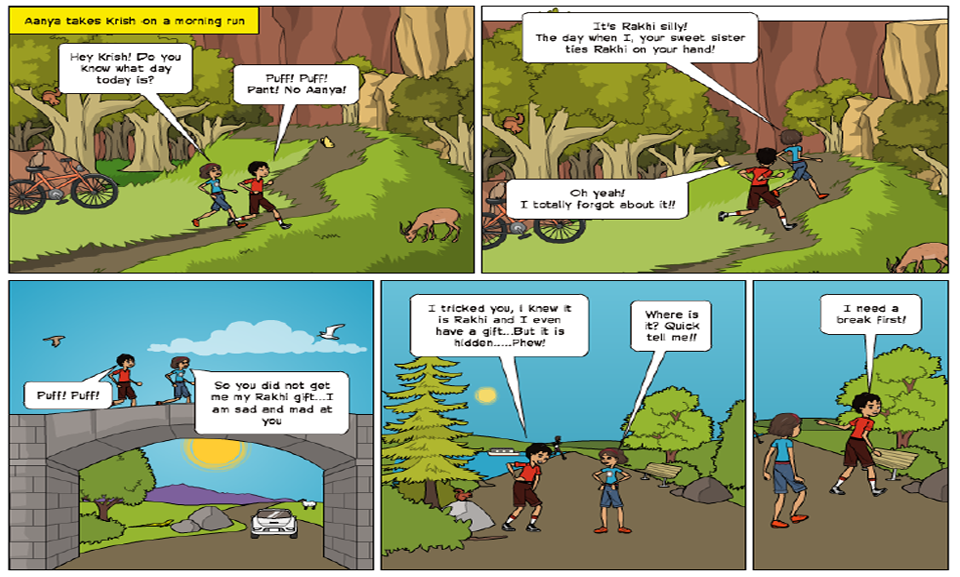 Aanya takes Krish on a morning run
Hey Krish! Do you
know what day
today is?
Puff! Puff!
Pant! No Aanya!
It's Rakhi silly!
The day when I, your sweet sister
ties Rakhi on your hand!
Oh yeah!
I totally forgot about it!!
Puff! Puff!
So you did not get
me my Rakhi gift...I
am sad and mad at
you
I tricked you, i knew it
is Rakhi and I even
have a gift...But it is
hidden.....Phew!
Where is
it? Quick
tell me!!
I need a
break first!